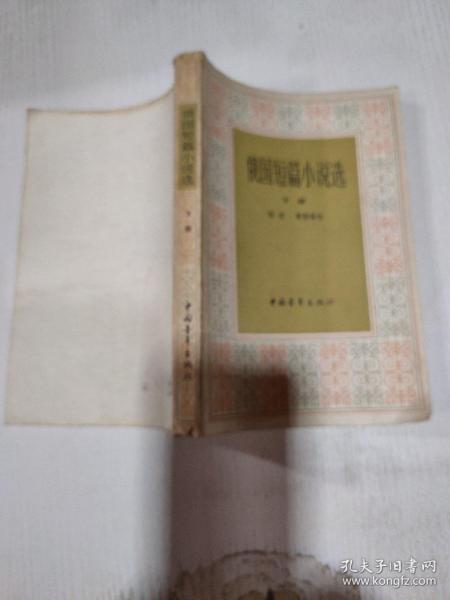 俄国短篇小说选
下册
中国青年出版社
俄国短篇小说选
下册
中国青年出版社
孔夫子旧书网
www.kongfz.com